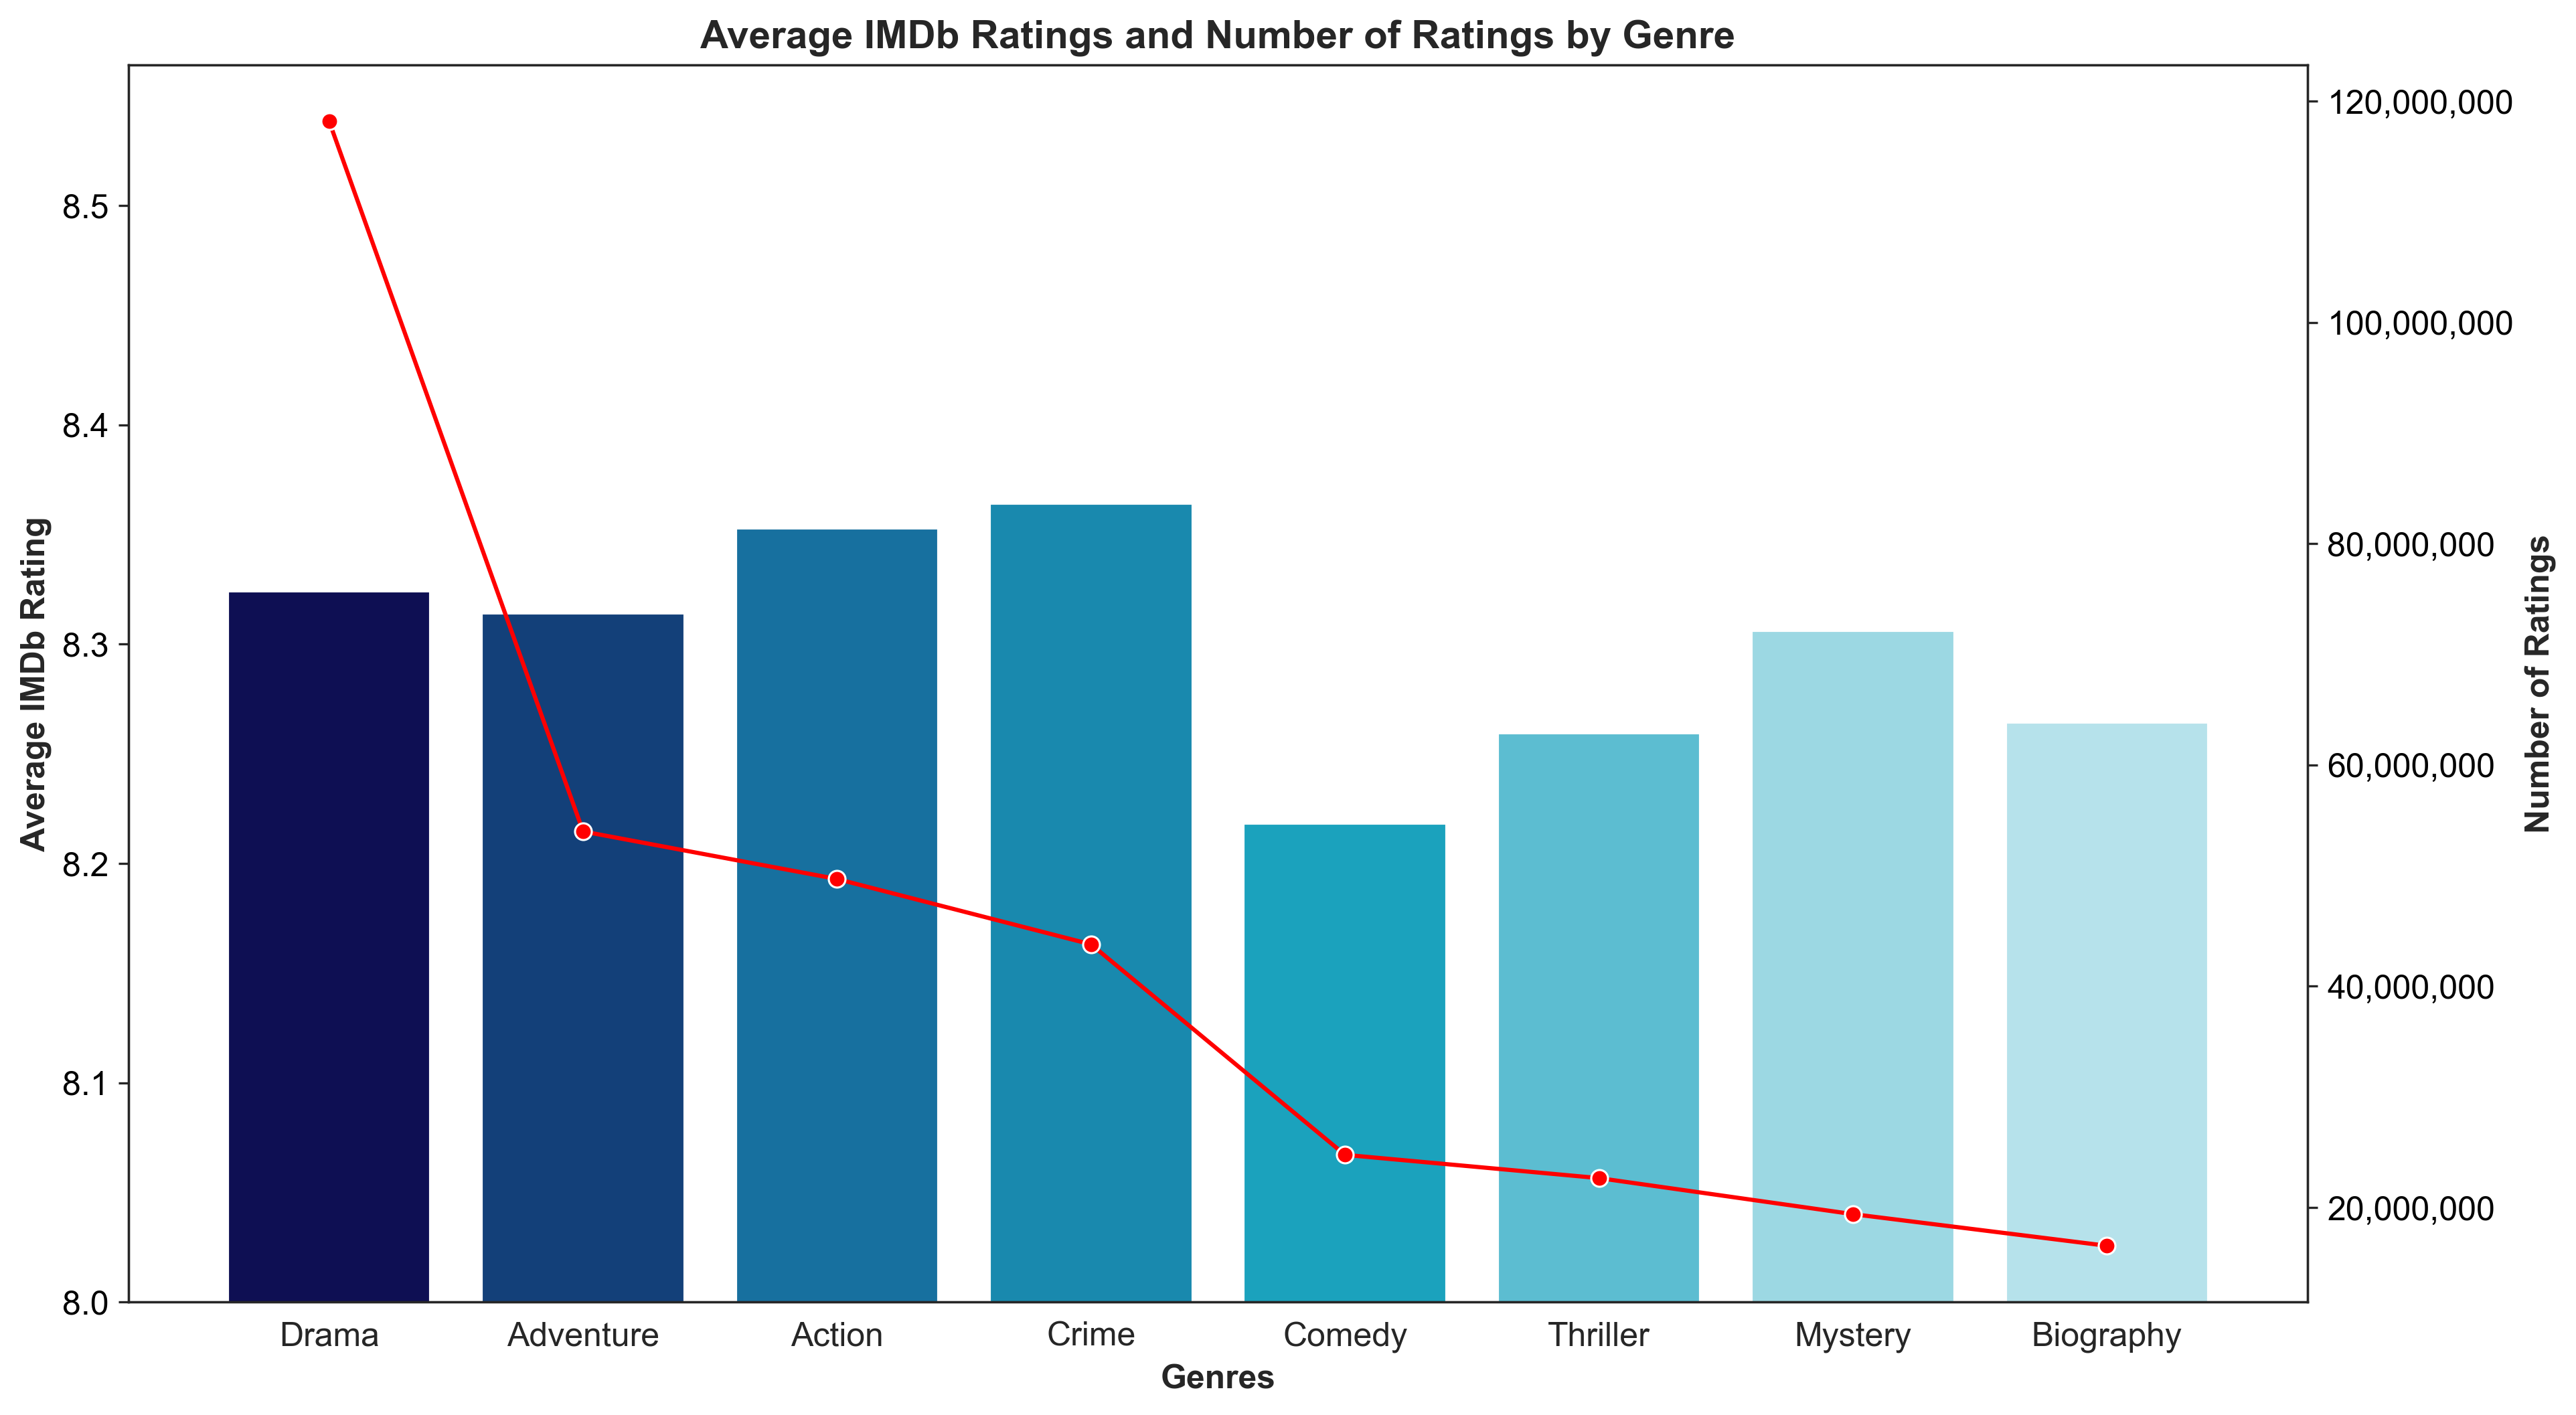 Average IMDb Ratings and Number of Ratings by Genre
Average IMDb Rating
8.5
8.4
8.3
8.2
8.1
8.0
120,000,000
100,000,000
80,000,000
60,000,000
40,000,000
20,000,000
Number of Ratings
Drama Adventure Action Crime Comedy Thriller Mystery Biography
Genres